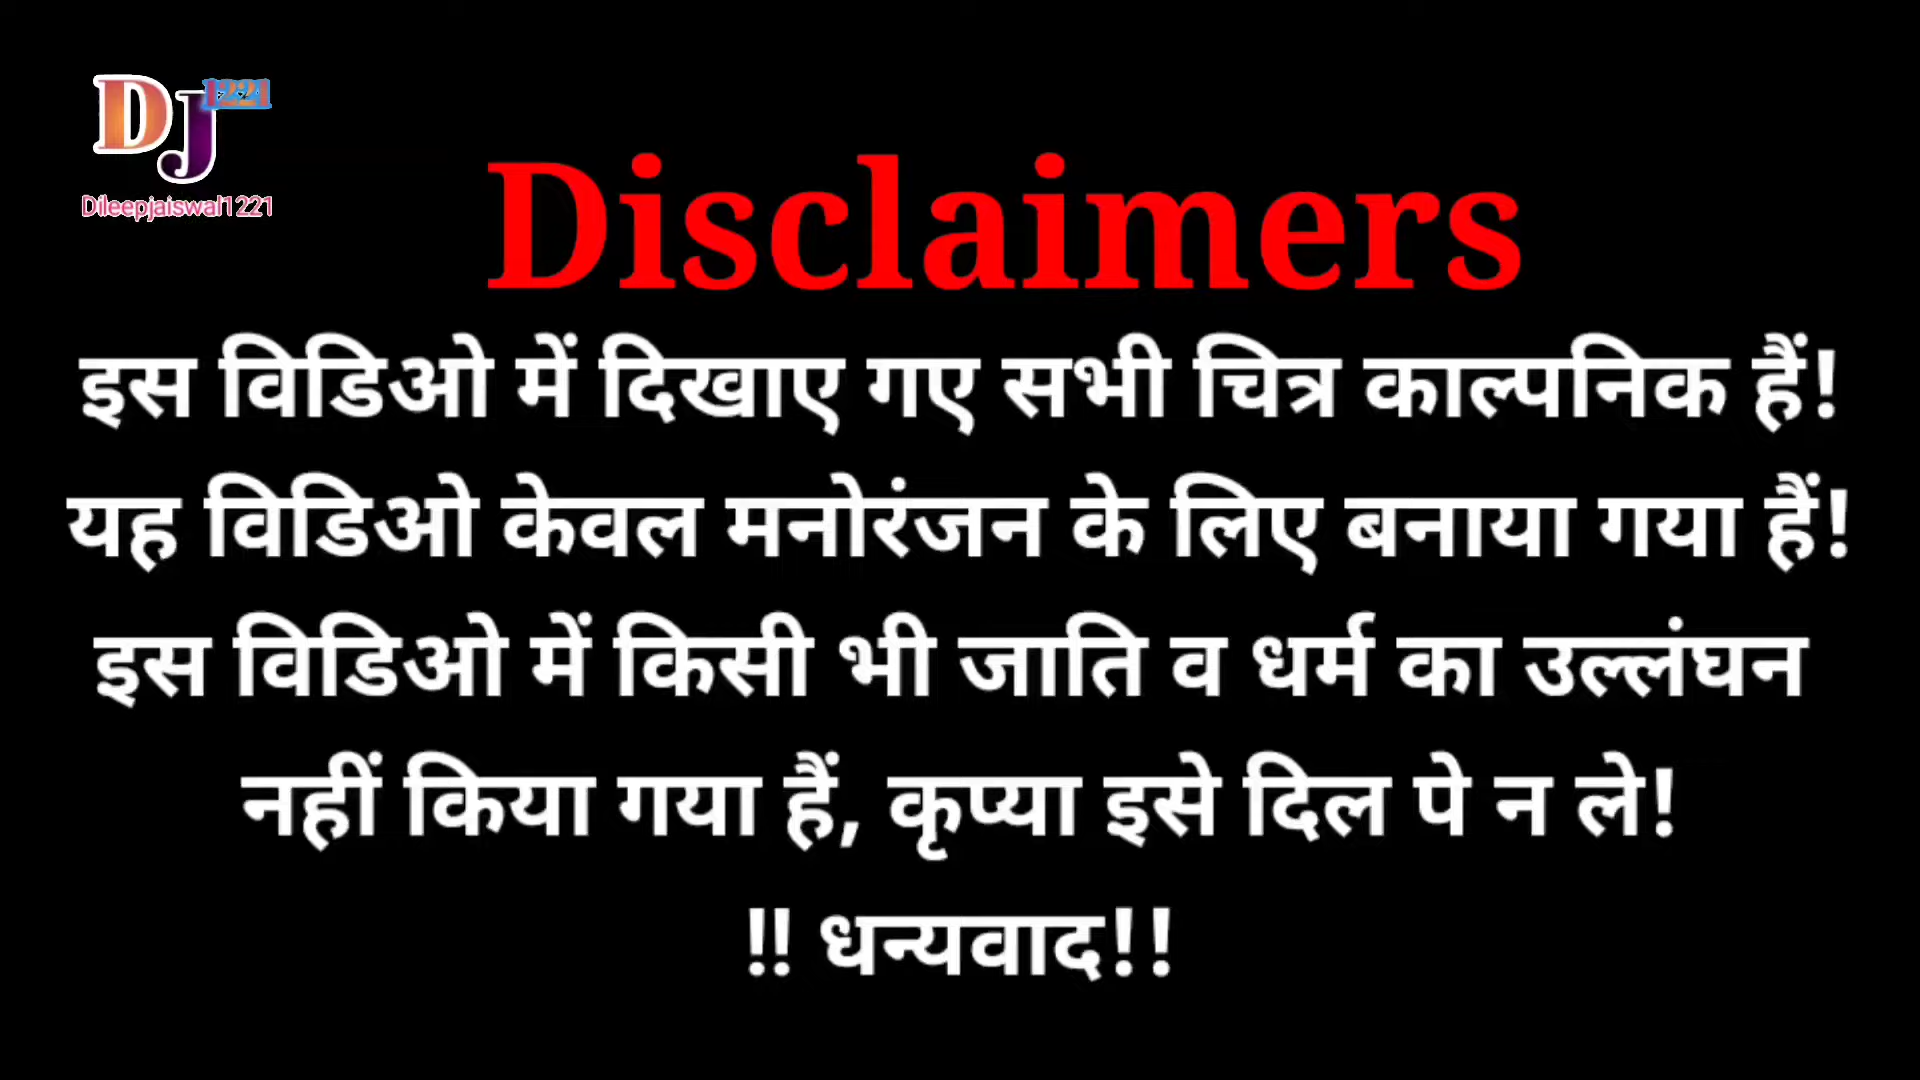 DJ 1221
Dileepjaiswal1221
Disclaimers
इस विडिओ में दिखाए गए सभी चित्र काल्पनिक हैं!
यह विडिओ केवल मनोरंजन के लिए बनाया गया हैं!
इस विडिओ में किसी भी जाति व धर्म का उल्लंघन
नहीं किया गया हैं, कृप्या इसे दिल पे न ले!
!! धन्यवाद!!